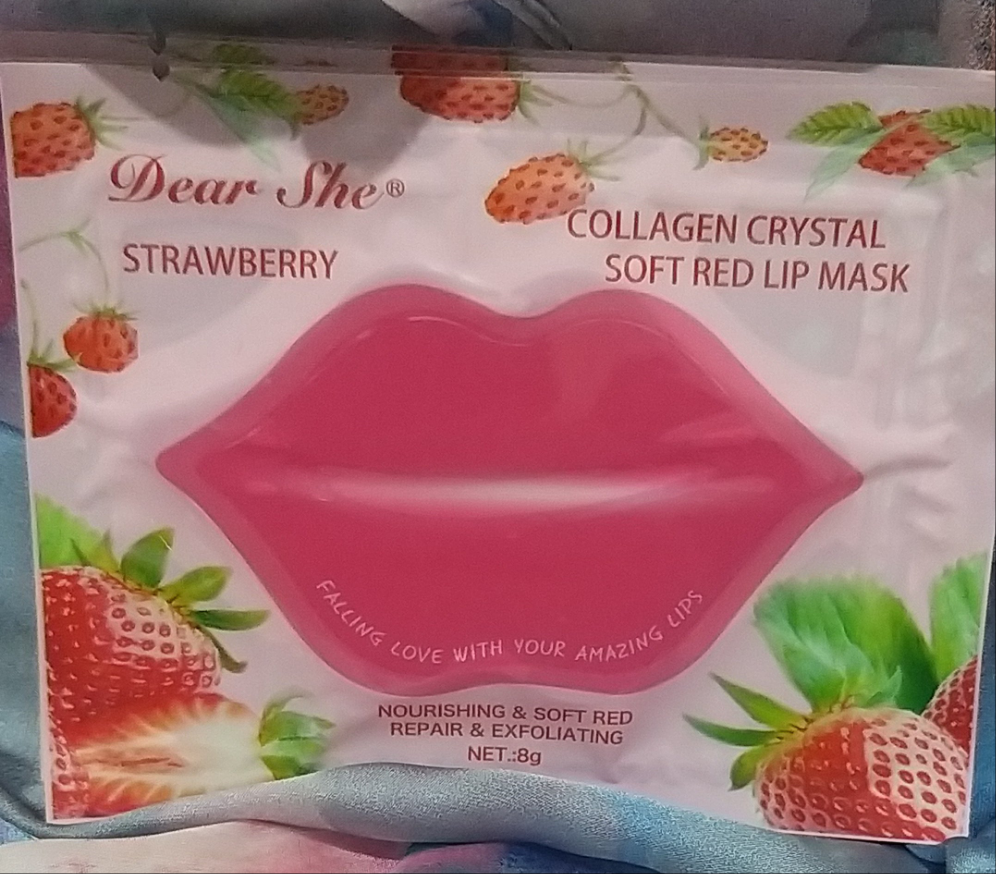 Dear She®
STRAWBERRY
COLLAGEN CRYSTAL
SOFT RED LIP MASK
FALLING LOVE WITH YOUR AMAZING LIPS
NOURISHING & SOFT RED
REPAIR & EXFOLIATING
NET.:8g